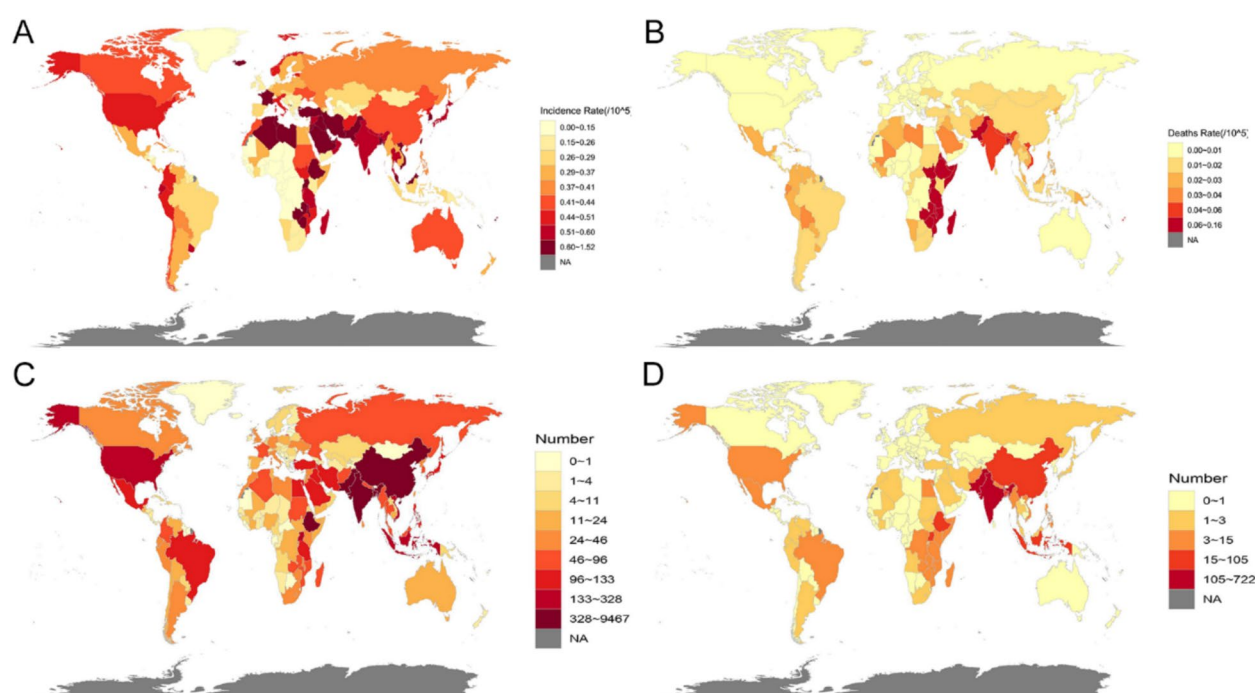 A
Incidence Rate(/10^5)
0.00~0.15
0.15~0.26
0.26~0.29
0.29~0.37
0.37~0.41
0.41~0.44
0.44~0.51
0.51~0.60
0.60~1.52
NA
B
Deaths Rate(/10^5)
0.00~0.01
0.01~0.02
0.02~0.03
0.03~0.04
0.04~0.06
0.06~0.16
NA
C
Number
0~1
1~4
4~11
11~24
24~46
46~96
96~133
133~328
328~9467
NA
D
Number
0~1
1~3
3~15
15~105
105~722
NA